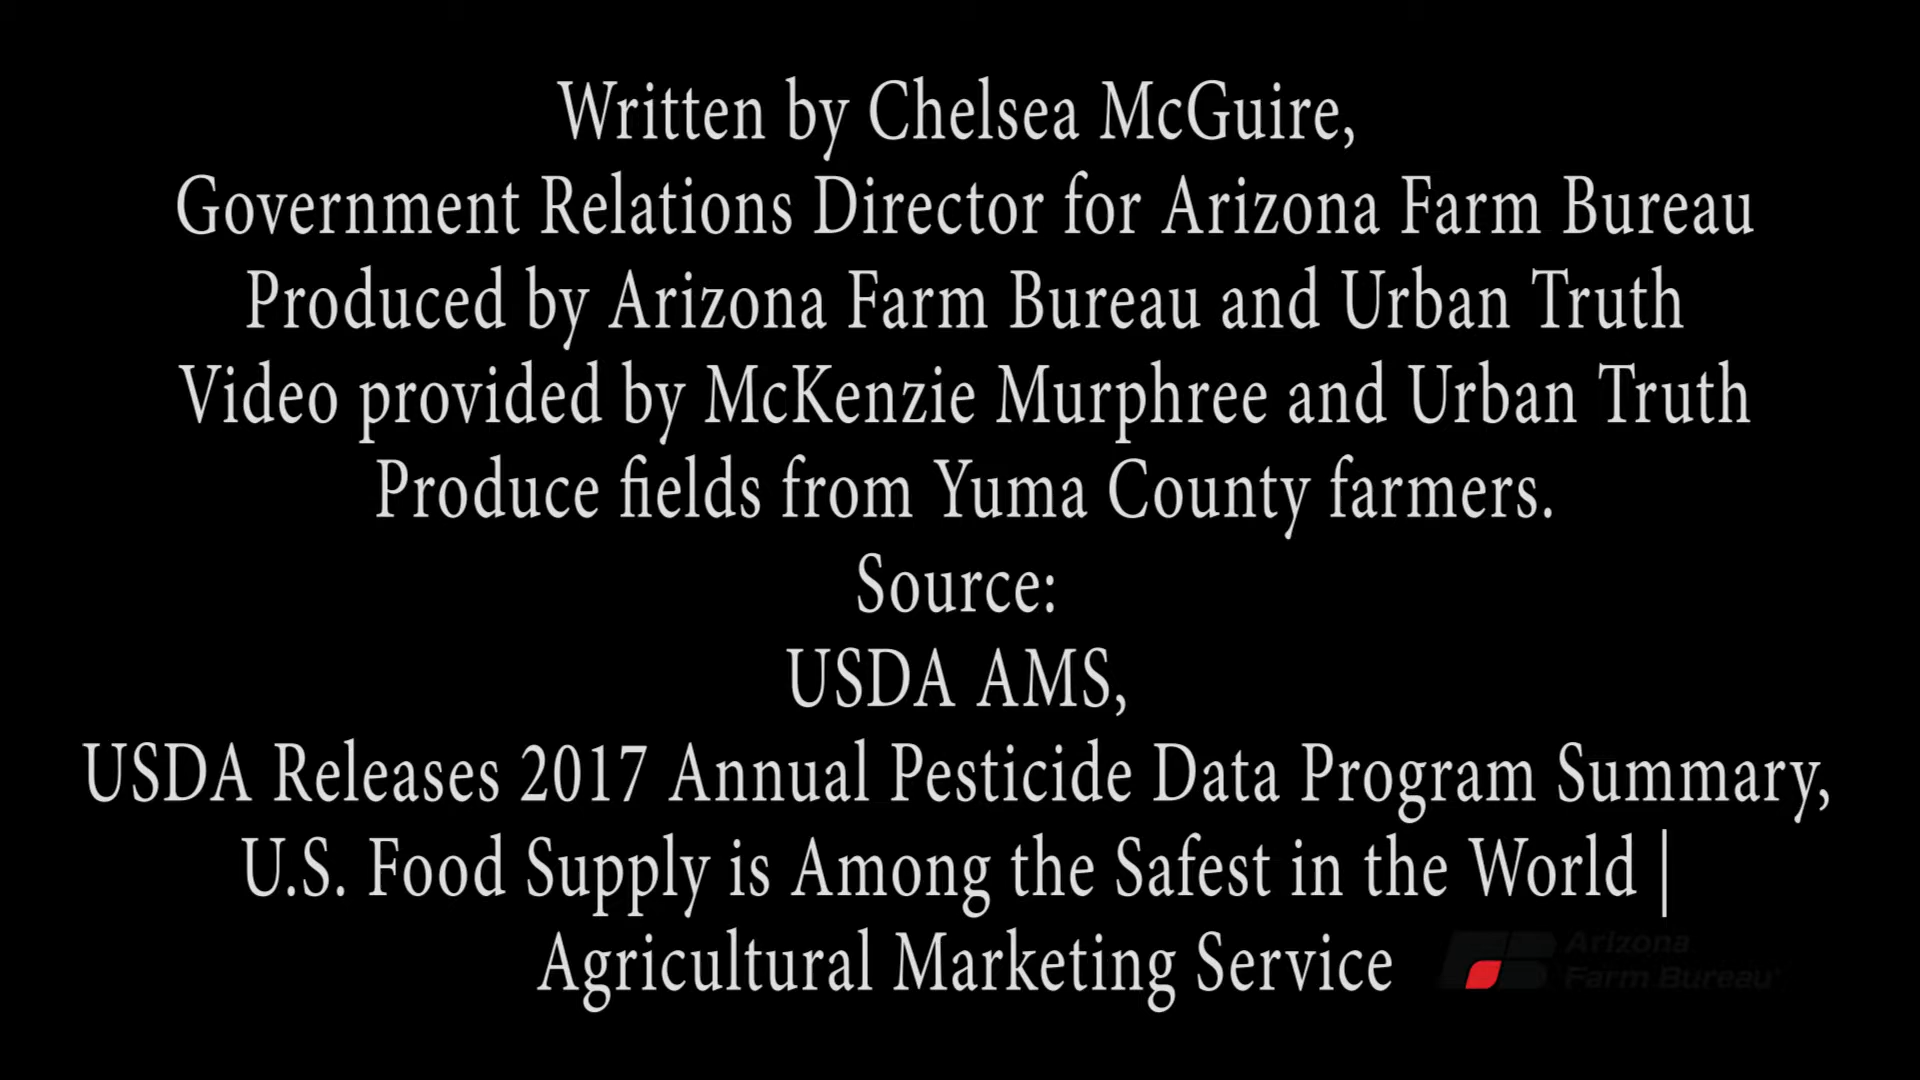 Written by Chelsea McGuire,
Government Relations Director for Arizona Farm Bureau
Produced by Arizona Farm Bureau and Urban Truth
Video provided by McKenzie Murphree and Urban Truth
Produce fields from Yuma County farmers.
Source:
USDA AMS,
USDA Releases 2017 Annual Pesticide Data Program Summary,
U.S. Food Supply is Among the Safest in the World |
Agricultural Marketing Service
Arizona
Farm Bureau